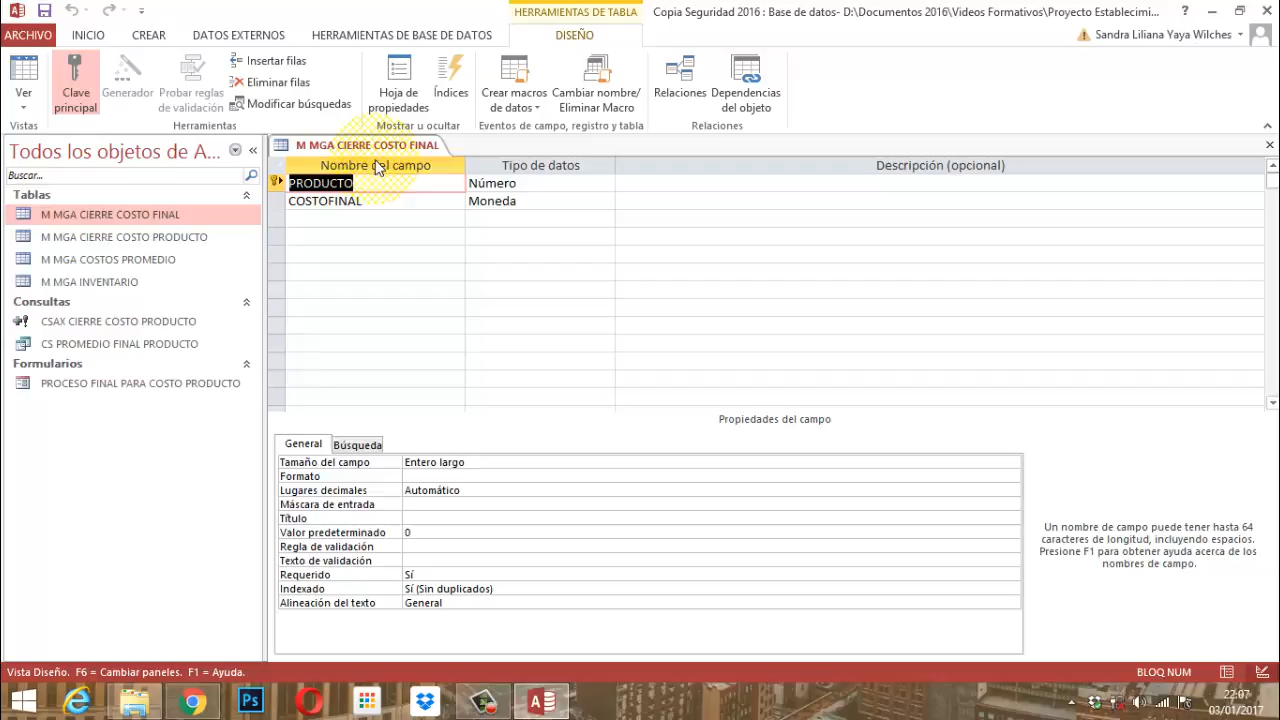 HERRAMIENTAS DE TABLA
Copia Seguridad 2016 : Base de datos- D:\Documentos 2016\Videos Formativos\Proyecto Establecimi...
ARCHIVO INICIO CREAR DATOS EXTERNOS HERRAMIENTAS DE BASE DE DATOS DISEÑO
Sandra Liliana Yaya Wilches
Ver
Clave principal
Generador
Probar reglas de validación
Insertar filas
Eliminar filas
Modificar búsquedas
Hoja de propiedades
Índices
Crear macros de datos
Cambiar nombre/ Eliminar Macro
Relaciones
Dependencias del objeto
Vistas Herramientas Mostrar u ocultar Eventos de campo, registro y tabla Relaciones
Todos los objetos de A...
Buscar...
Tablas
M MGA CIERRE COSTO FINAL
M MGA CIERRE COSTO PRODUCTO
M MGA COSTOS PROMEDIO
M MGA INVENTARIO
Consultas
CSAX CIERRE COSTO PRODUCTO
CS PROMEDIO FINAL PRODUCTO
Formularios
PROCESO FINAL PARA COSTO PRODUCTO
M MGA CIERRE COSTO FINAL
Nombre del campo Tipo de datos Descripción (opcional)
PRODUCTO Número
COSTOFINAL Moneda
Propiedades del campo
General Búsqueda
Tamaño del campo Entero largo
Formato
Lugares decimales Automático
Máscara de entrada
Título
Valor predeterminado 0
Regla de validación
Texto de validación
Requerido Sí
Indexado Sí (Sin duplicados)
Alineación del texto General
Un nombre de campo puede tener hasta 64
caracteres de longitud, incluyendo espacios.
Presione F1 para obtener ayuda acerca de los
nombres de campo.
Vista Diseño. F6 = Cambiar paneles. F1 = Ayuda.
BLOQ NUM
Ps
22:07
03/01/2017